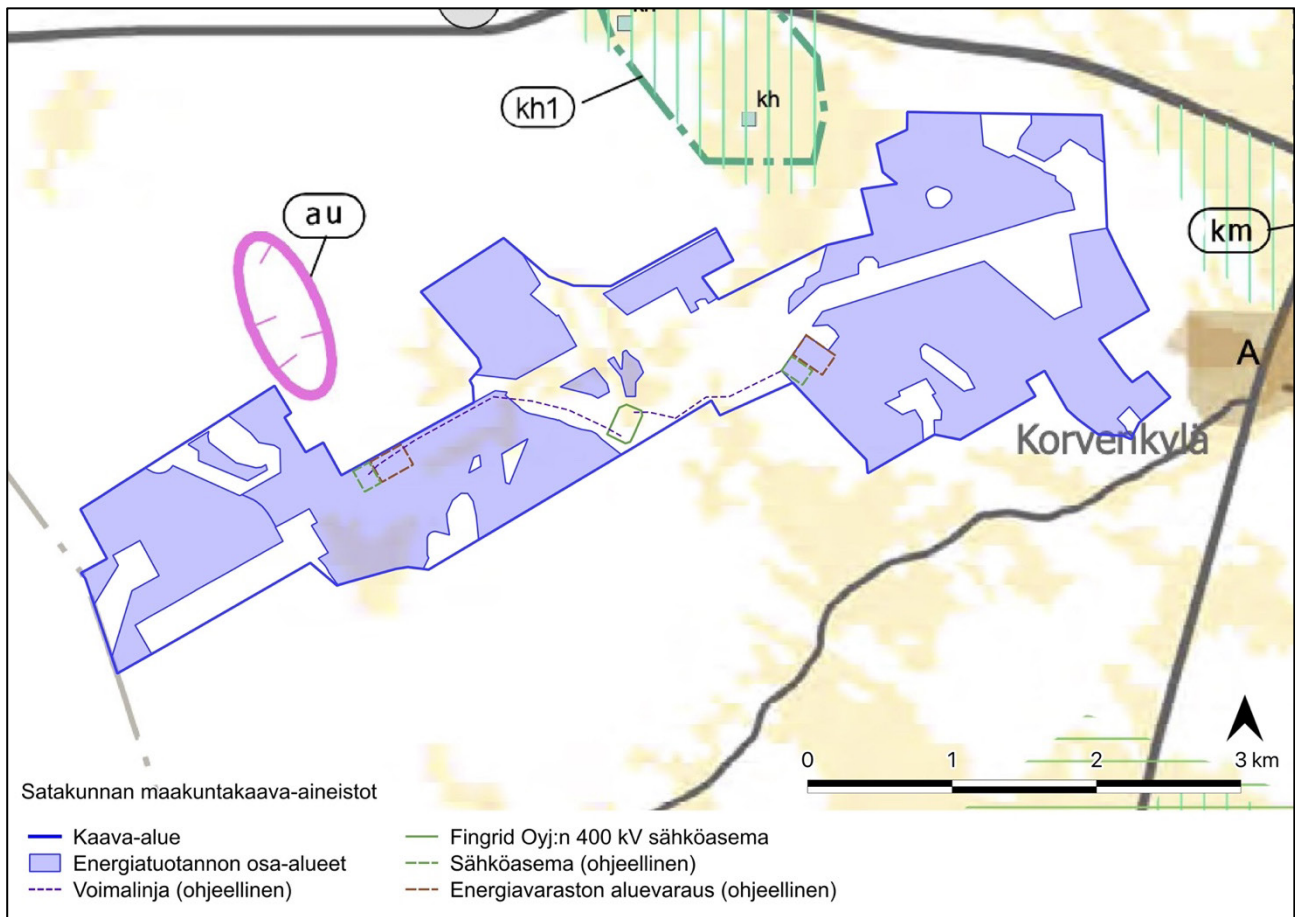 kh
kh1
kh
au
km
A
Korvenkylä
0 1 2 3 km
Satakunnan maakuntakaava-aineistot
Kaava-alue
Energiatuotannon osa-alueet
Voimalinja (ohjeellinen)
Fingrid Oyj:n 400 kV sähköasema
Sähköasema (ohjeellinen)
Energiavaraston aluevaraus (ohjeellinen)